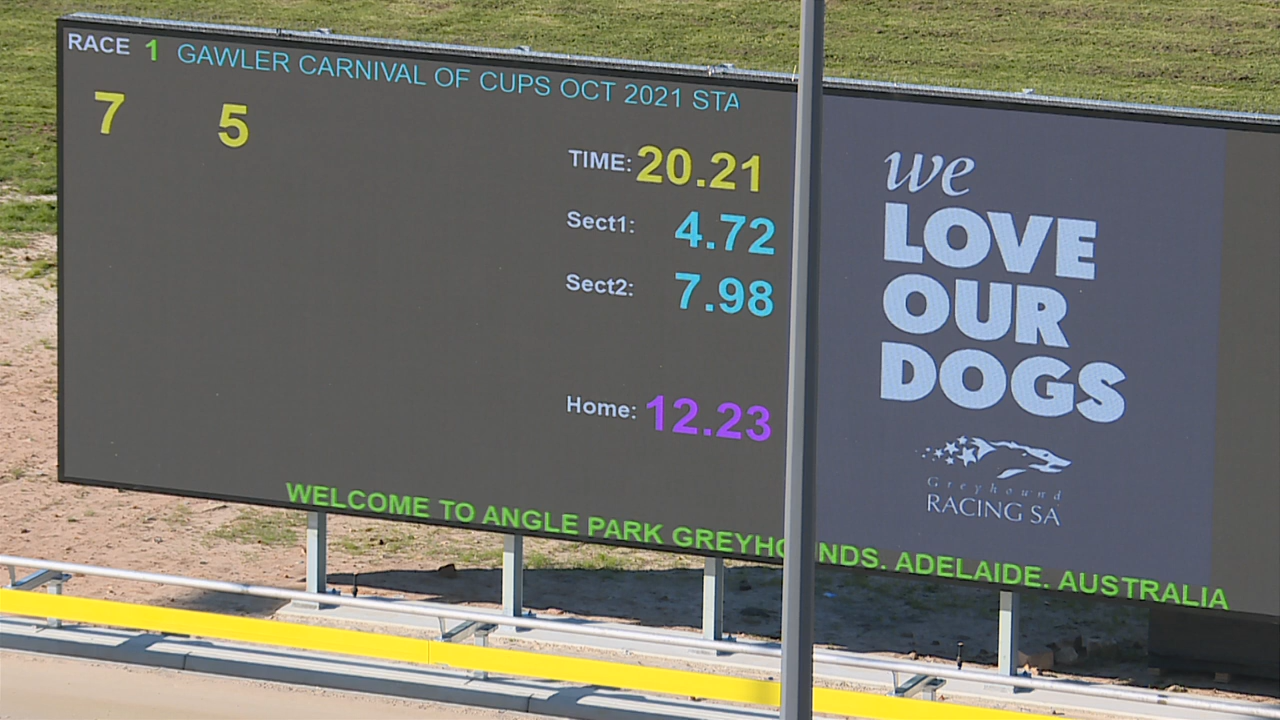 RACE 1 GAWLER CARNIVAL OF CUPS OCT 2021 STA
7 5
TIME: 20.21
Sect1: 4.72
Sect2: 7.98
Home: 12.23
we
LOVE
OUR
DOGS
Greyhound
RACING SA
WELCOME TO ANGLE PARK GREYHOUNDS. ADELAIDE. AUSTRALIA